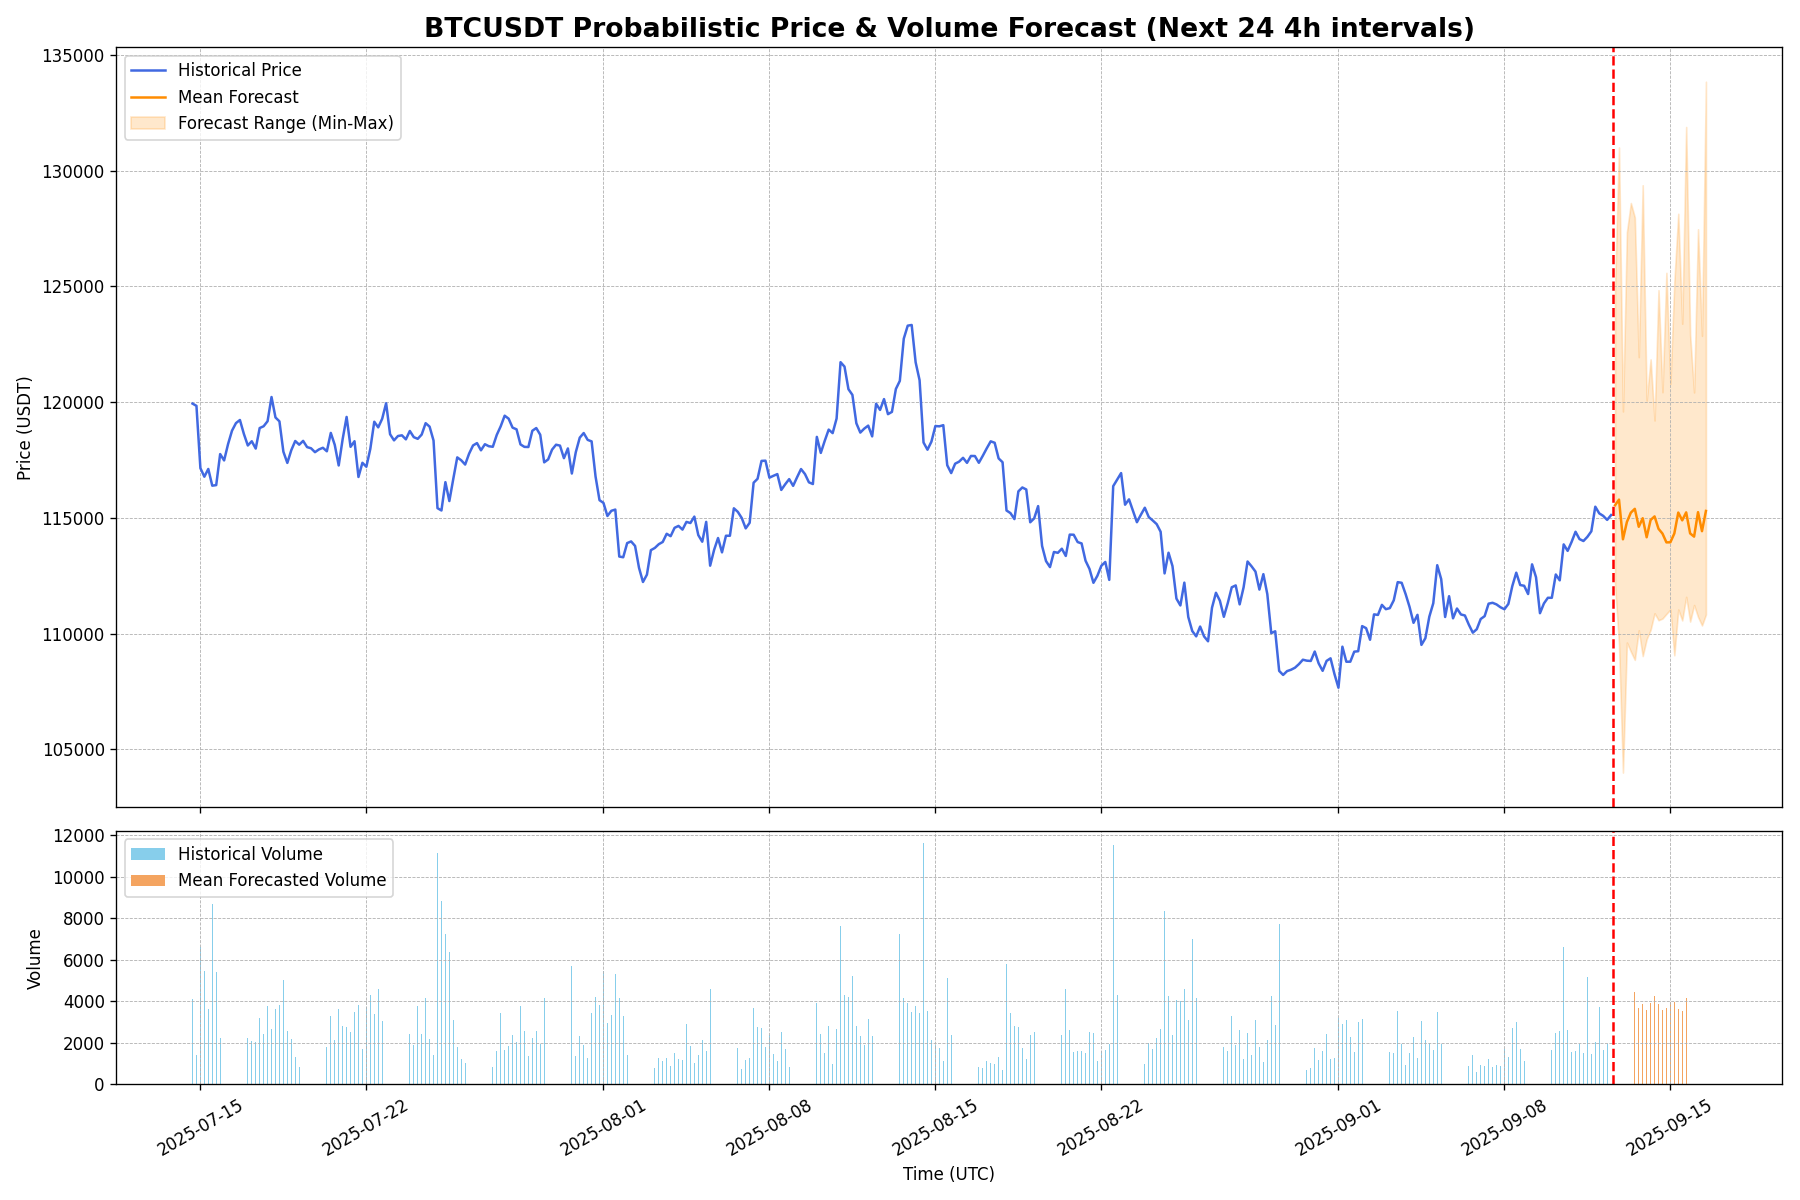 BTCUSDT Probabilistic Price & Volume Forecast (Next 24 4h intervals)
135000
130000
125000
120000
115000
110000
105000
Price (USDT)
Historical Price
Mean Forecast
Forecast Range (Min-Max)
12000
10000
8000
6000
4000
2000
0
Volume
Historical Volume
Mean Forecasted Volume
2025-07-15
2025-07-22
2025-08-01
2025-08-08
2025-08-15
2025-08-22
2025-09-01
2025-09-08
2025-09-15
Time (UTC)